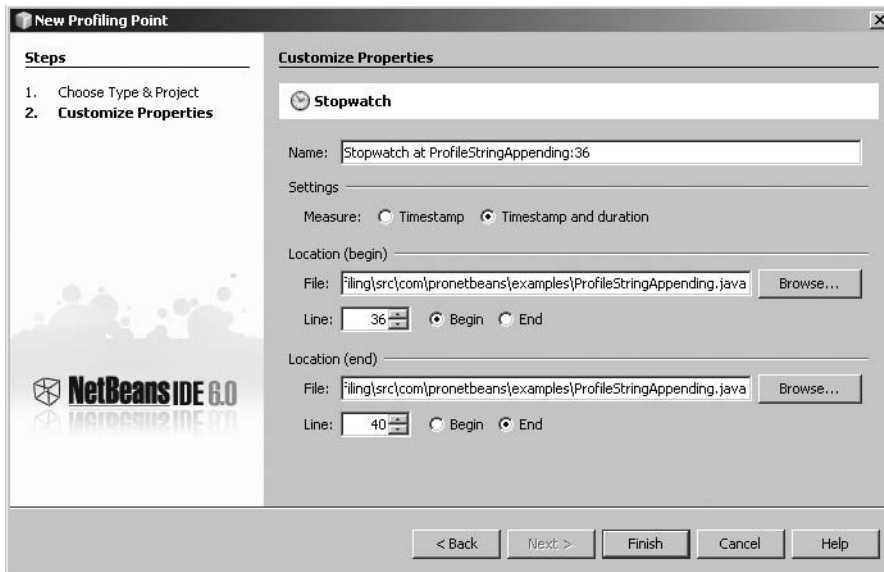 New Profiling Point
Steps
1. Choose Type & Project
2. Customize Properties
Customize Properties
Stopwatch
Name: Stopwatch at ProfileStringAppending:36
Settings
Measure: Timestamp Timestamp and duration
Location (begin)
File: filing\src\com\pronetbeans\examples\ProfileStringAppending.java Browse...
Line: 36 Begin End
Location (end)
File: filing\src\com\pronetbeans\examples\ProfileStringAppending.java Browse...
Line: 40 Begin End
NetBeans IDE 6.0
< Back Next > Finish Cancel Help